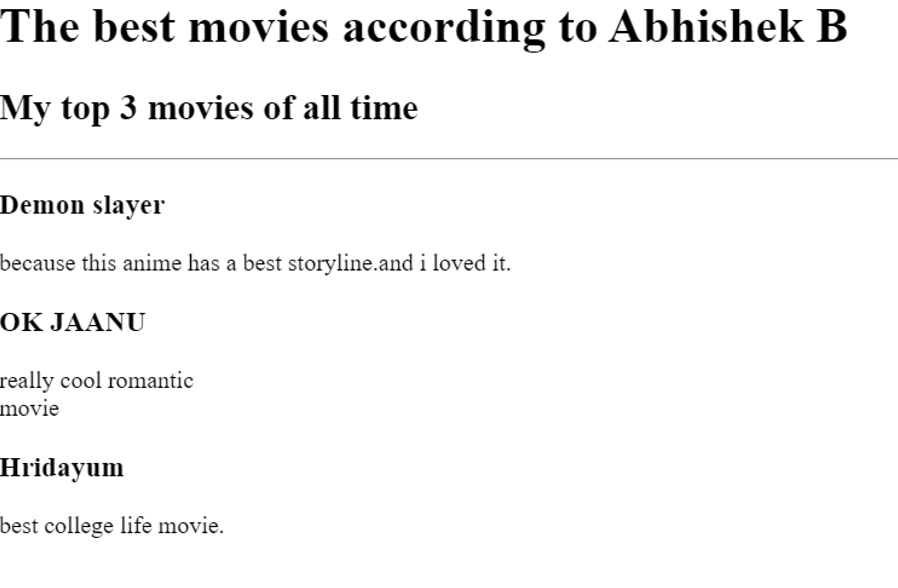 The best movies according to Abhishek B
My top 3 movies of all time
Demon slayer
because this anime has a best storyline.and i loved it.
OK JAANU
really cool romantic
movie
Hridayum
best college life movie.